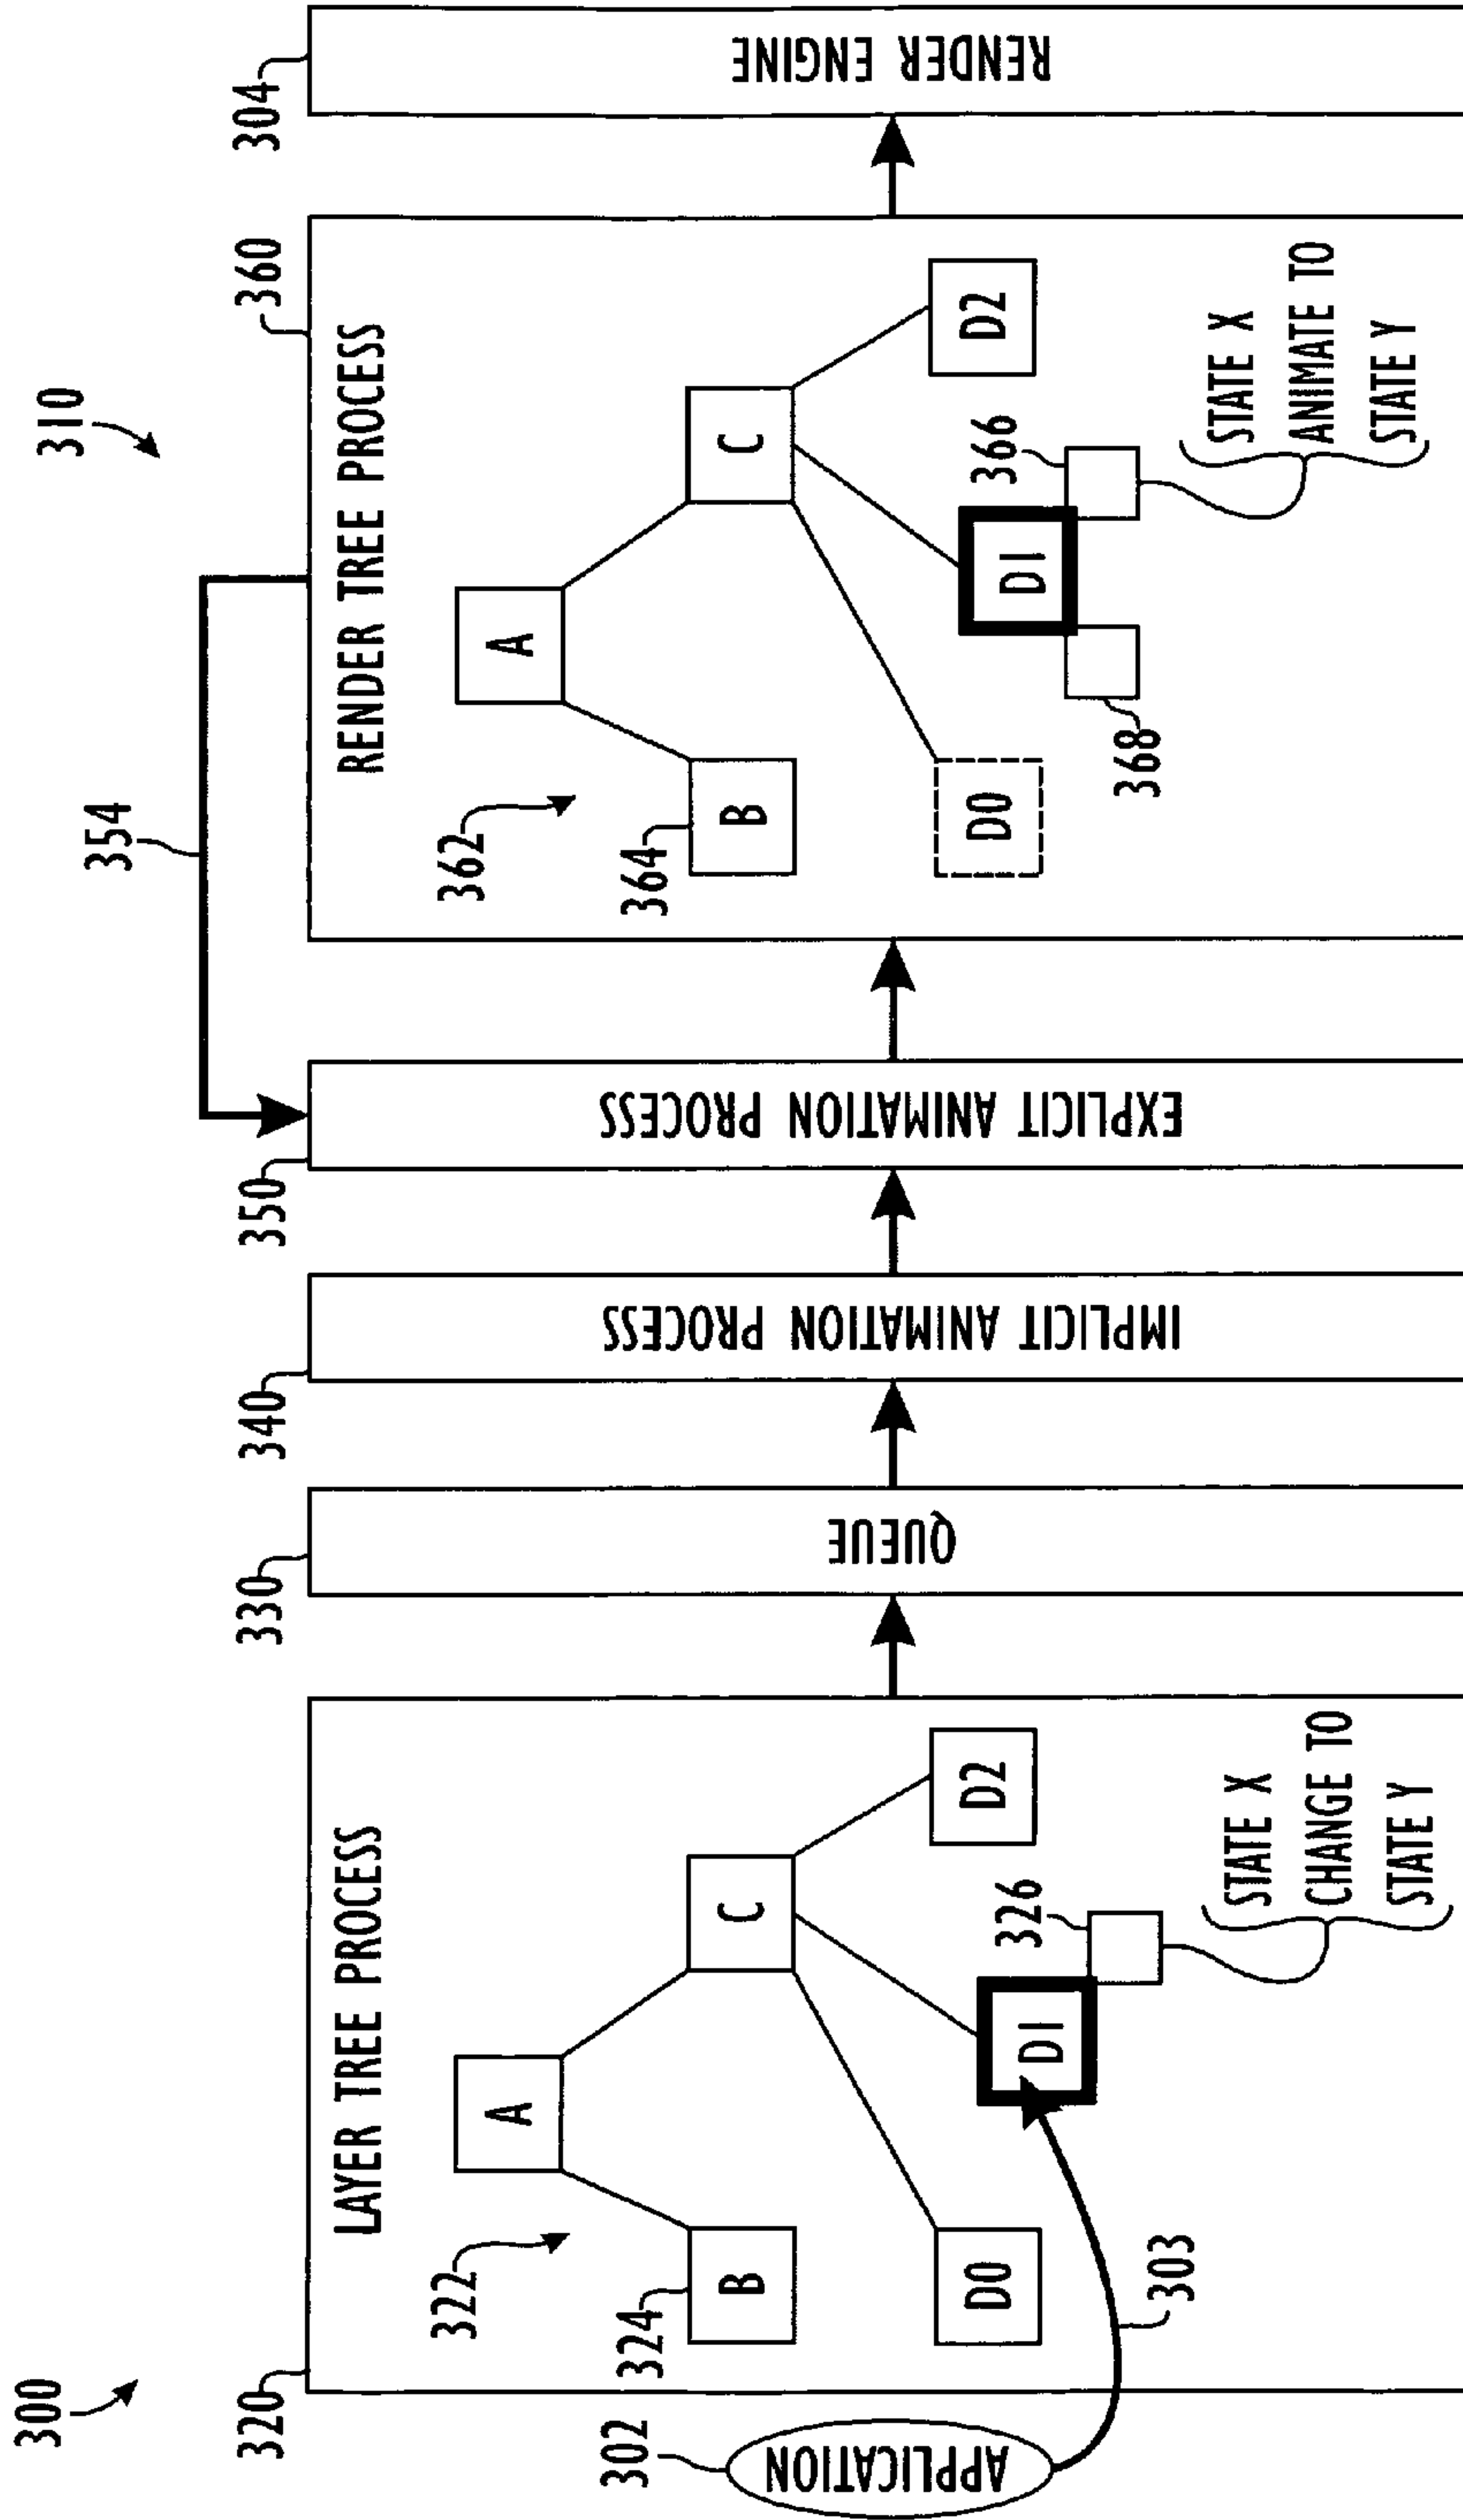 300
310
354
302
APPLICATION
303
320
LAYER TREE PROCESS
322
324
A
B
C
D0
D1
D2
326
STATE X
CHANGE TO
STATE Y
330
QUEUE
340
IMPLICIT ANIMATION PROCESS
350
EXPLICIT ANIMATION PROCESS
360
RENDER TREE PROCESS
362
364
A
B
C
D0
D1
D2
366
368
STATE X
ANIMATE TO
STATE Y
304
RENDER ENGINE